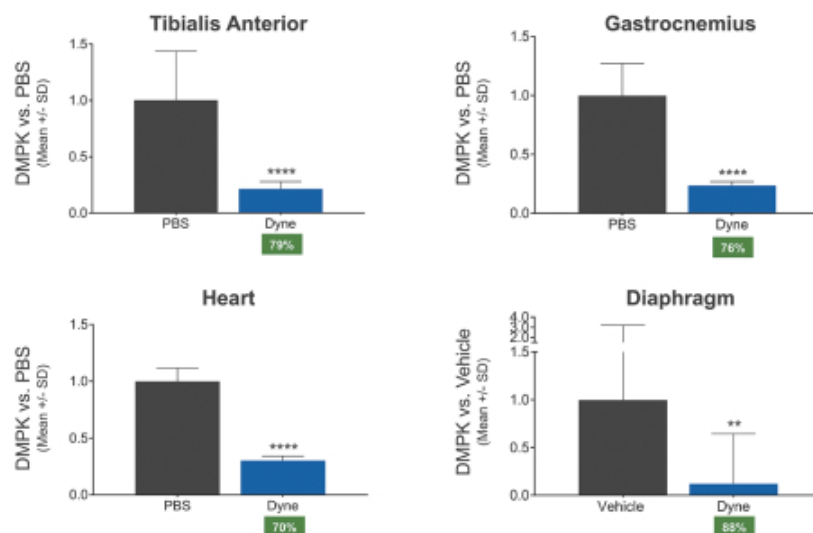 Tibialis Anterior
DMPK vs. PBS
(Mean +/- SD)
1.5
1.0
0.5
0.0
****
PBS
Dyne
79%
Gastrocnemius
DMPK vs. PBS
(Mean +/- SD)
1.5
1.0
0.5
0.0
****
PBS
Dyne
76%
Heart
DMPK vs. PBS
(Mean +/- SD)
1.5
1.0
0.5
0.0
****
PBS
Dyne
70%
Diaphragm
DMPK vs. Vehicle
(Mean +/- SD)
4.0
3.0
2.0
1.5
1.0
0.5
0.0
**
Vehicle
Dyne
88%